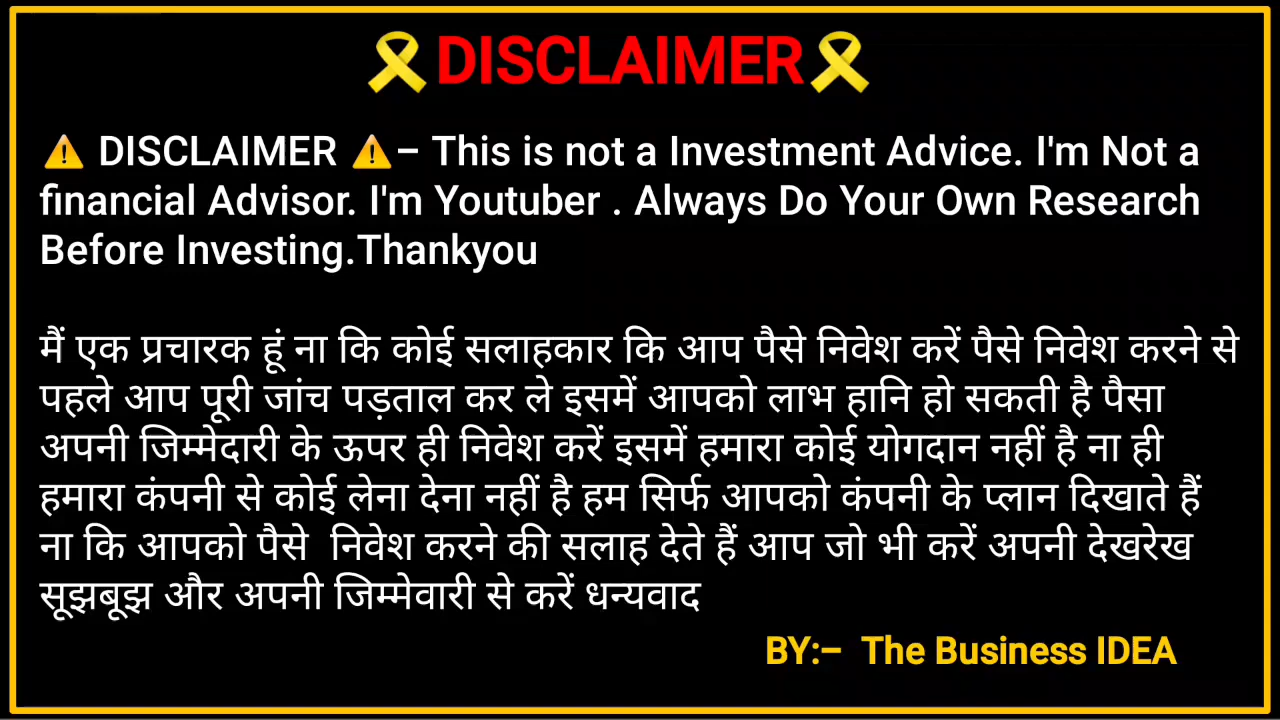 🎗DISCLAIMER🎗
⚠️ DISCLAIMER ⚠️– This is not a Investment Advice. I'm Not a
financial Advisor. I'm Youtuber . Always Do Your Own Research
Before Investing.Thankyou
मैं एक प्रचारक हूं ना कि कोई सलाहकार कि आप पैसे निवेश करें पैसे निवेश करने से
पहले आप पूरी जांच पड़ताल कर ले इसमें आपको लाभ हानि हो सकती है पैसा
अपनी जिम्मेदारी के ऊपर ही निवेश करें इसमें हमारा कोई योगदान नहीं है ना ही
हमारा कंपनी से कोई लेना देना नहीं है हम सिर्फ आपको कंपनी के प्लान दिखाते हैं
ना कि आपको पैसे  निवेश करने की सलाह देते हैं आप जो भी करें अपनी देखरेख
सूझबूझ और अपनी जिम्मेवारी से करें धन्यवाद
BY:–  The Business IDEA